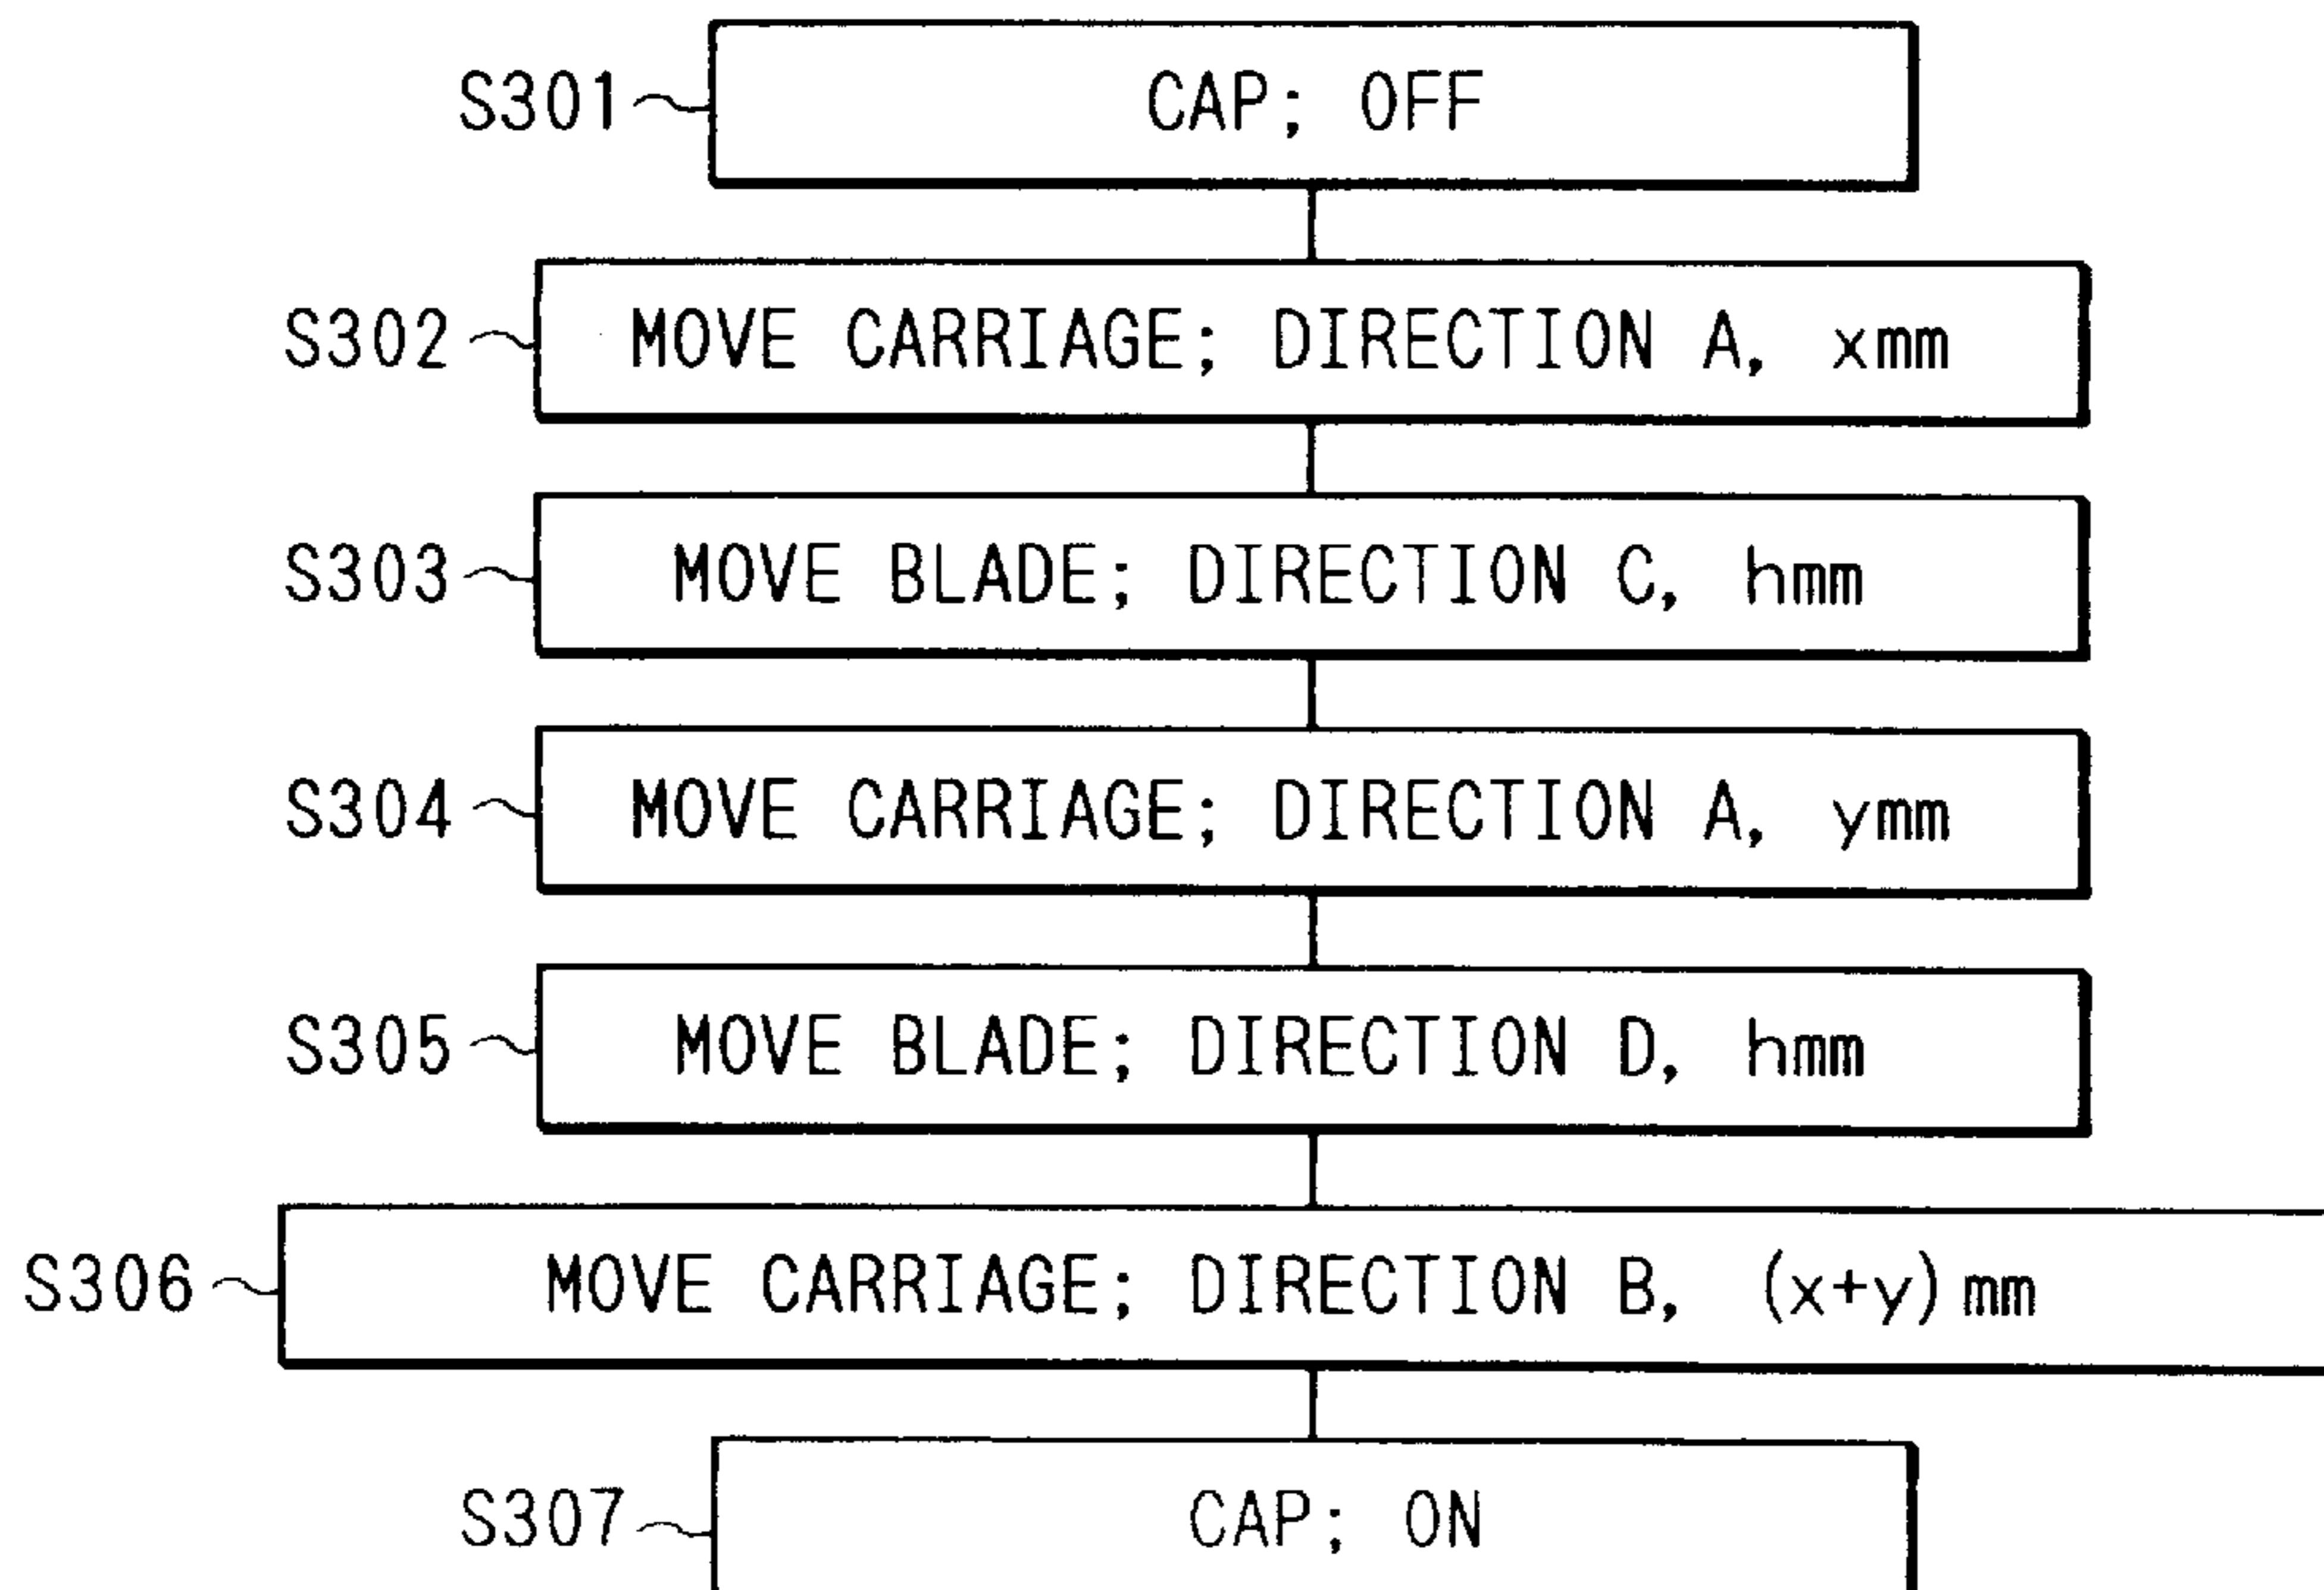 S301 CAP; OFF
S302 MOVE CARRIAGE; DIRECTION A, xmm
S303 MOVE BLADE; DIRECTION C, hmm
S304 MOVE CARRIAGE; DIRECTION A, ymm
S305 MOVE BLADE; DIRECTION D, hmm
S306 MOVE CARRIAGE; DIRECTION B, (x+y)mm
S307 CAP; ON